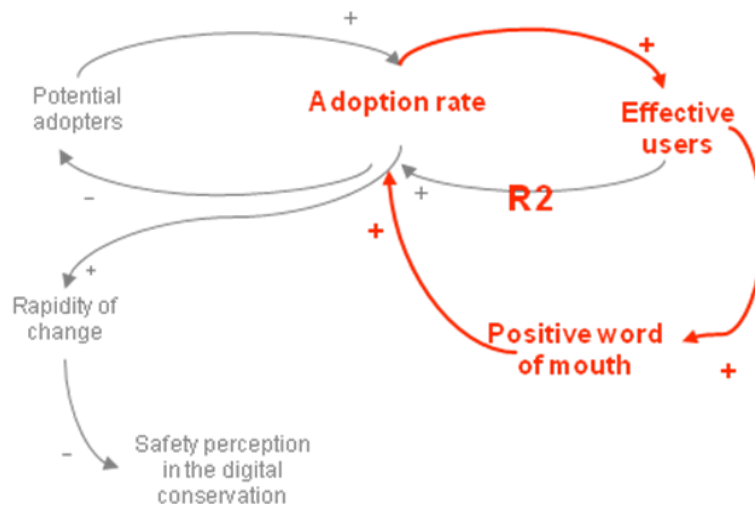 +
Potential
adopters
Adoption rate
+
Effective
users
–
+
R2
+
+
Rapidity of
change
Positive word
of mouth
+
–
Safety perception
in the digital
conservation